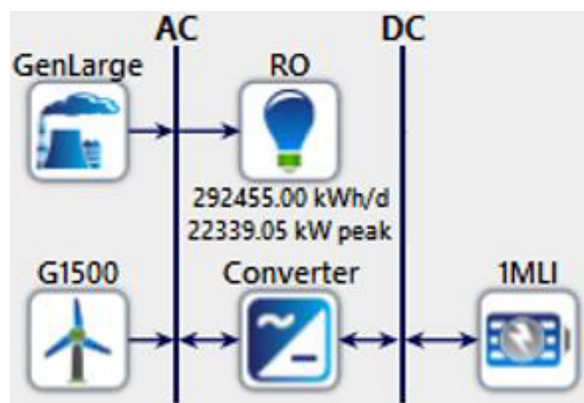 AC
DC
GenLarge
RO
292455.00 kWh/d
22339.05 kW peak
G1500
Converter
1MLI